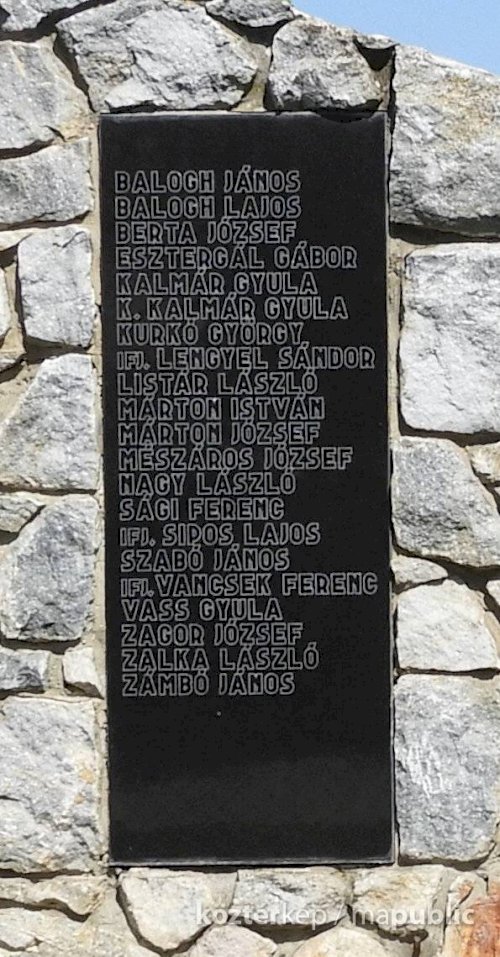 BALOGH JÁNOS
BALOGH LAJOS
BERTA JÓZSEF
ESZTERGÁL GÁBOR
KALMÁR GYULA
K. KALMÁR GYULA
KURKÓ GYÖRGY
IFJ. LENGYEL SÁNDOR
LISTÁR LÁSZLÓ
MÁRTON ISTVÁN
MÁRTON JÓZSEF
MÉSZÁROS JÓZSEF
NAGY LÁSZLÓ
SÁGI FERENC
IFJ. SIPOS LAJOS
SZABÓ JÁNOS
IFJ. VANCSEK FERENC
VASS GYULA
ZAGOR JÓZSEF
ZALKA LÁSZLÓ
ZÁMBÓ JÁNOS
köztérkép / mapublic